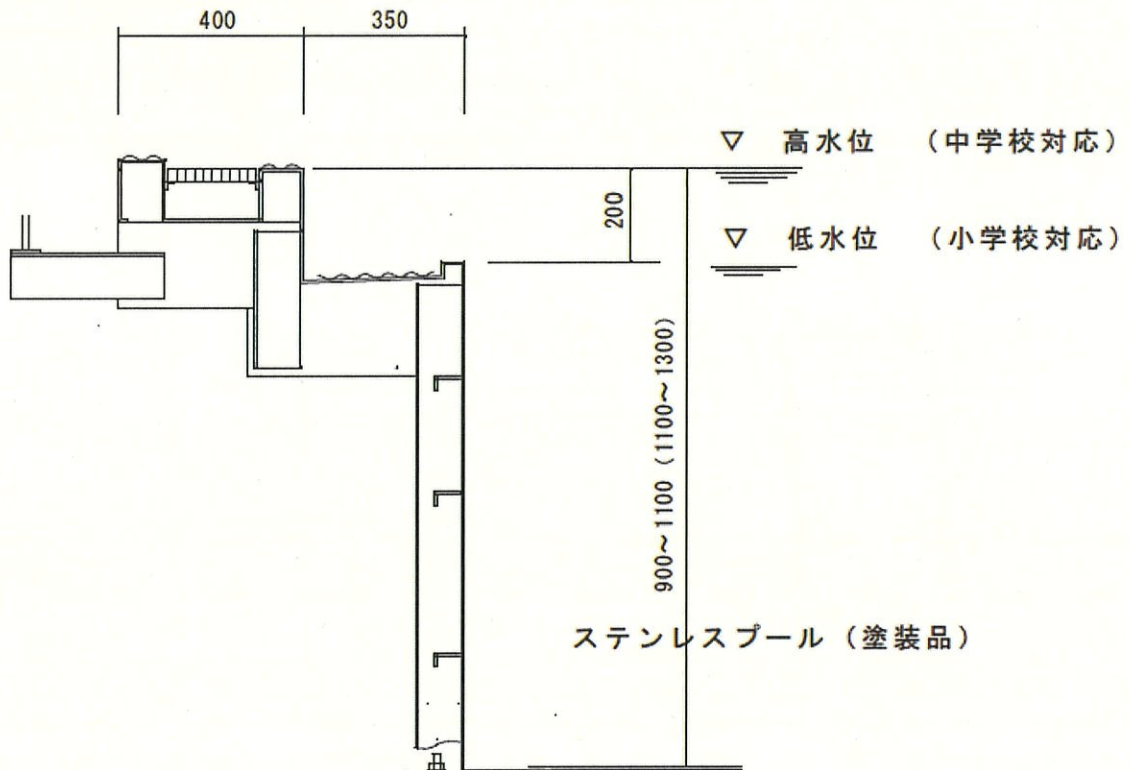 400 350
▽ 高水位 （中学校対応）
200
▽ 低水位 （小学校対応）
900～1100 (1100～1300)
ステンレスプール（塗装品）